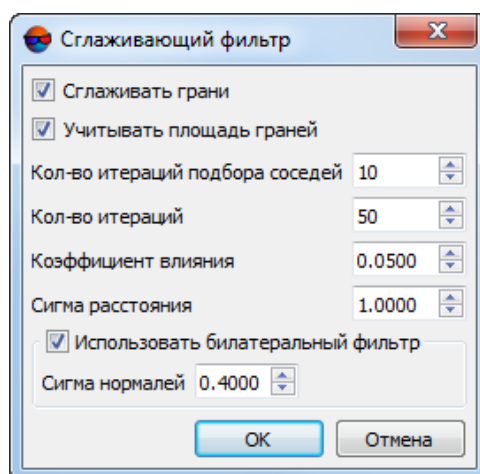 Сглаживающий фильтр
Сглаживать грани
Учитывать площадь граней
Кол-во итераций подбора соседей 10
Кол-во итераций 50
Коэффициент влияния 0.0500
Сигма расстояния 1.0000
Использовать билатеральный фильтр
Сигма нормалей 0.4000
OK Отмена